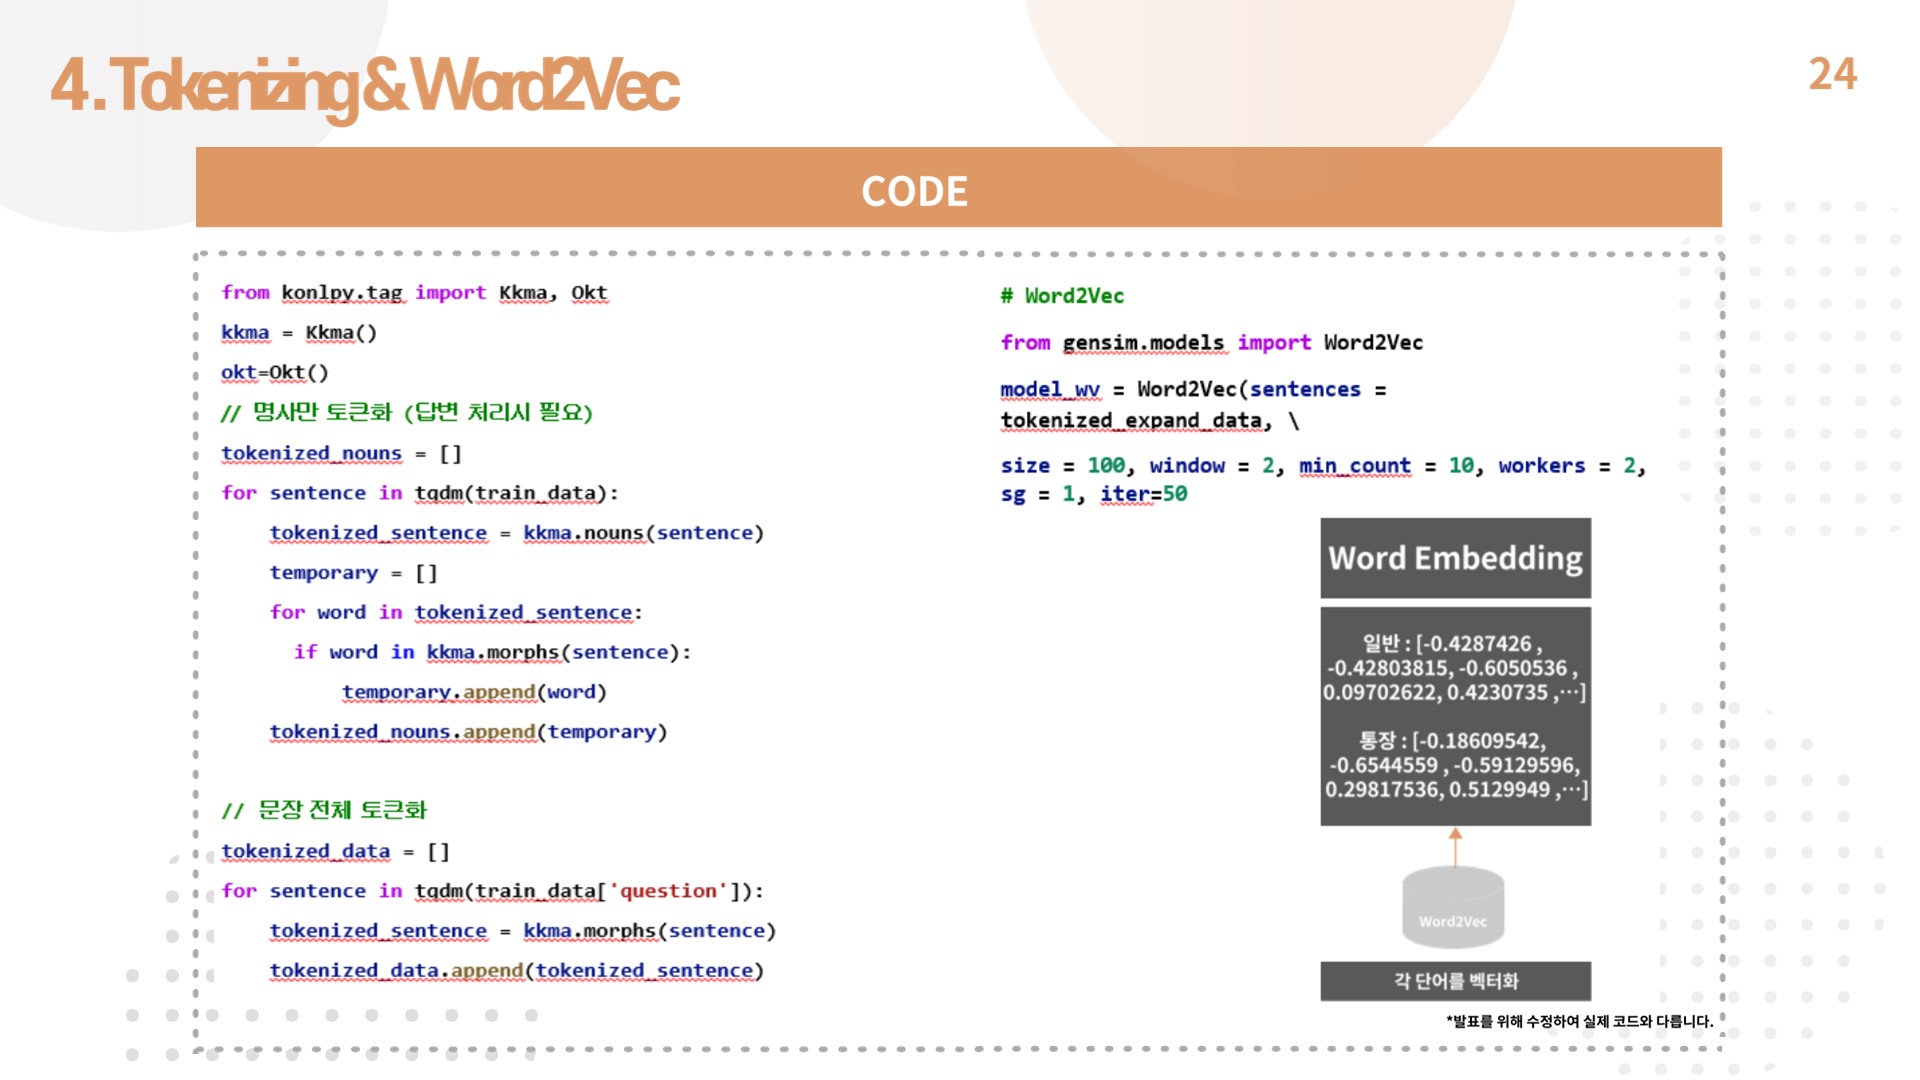 4. Tokenizing & Word2Vec
24
CODE
from konlpy.tag import Kkma, Okt
kkma = Kkma()
okt=Okt()
// 명사만 토큰화 (답변 처리시 필요)
tokenized_nouns = []
for sentence in tqdm(train_data):
    tokenized_sentence = kkma.nouns(sentence)
    temporary = []
    for word in tokenized_sentence:
      if word in kkma.morphs(sentence):
          temporary.append(word)
    tokenized_nouns.append(temporary)
// 문장 전체 토큰화
tokenized_data = []
for sentence in tqdm(train_data['question']):
    tokenized_sentence = kkma.morphs(sentence)
    tokenized_data.append(tokenized_sentence)
# Word2Vec
from gensim.models import Word2Vec
model_wv = Word2Vec(sentences =
tokenized_expand_data, \
size = 100, window = 2, min_count = 10, workers = 2,
sg = 1, iter=50
Word Embedding
일반 : [-0.4287426 ,
-0.42803815, -0.6050536 ,
0.09702622, 0.4230735 ,…]
통장 : [-0.18609542,
-0.6544559 , -0.59129596,
0.29817536, 0.5129949 ,…]
Word2Vec
각 단어를 벡터화
*발표를 위해 수정하여 실제 코드와 다릅니다.